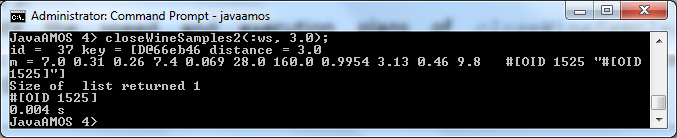 Administrator: Command Prompt - javaamos
JavaAMOS 4> closeWineSamples2(:ws, 3.0);
id =  37 key = ID@66eb46 distance = 3.0
m = 7.0 0.31 0.26 7.4 0.069 28.0 160.0 0.9954 3.13 0.46 9.8   #[OID 1525 "#[OID
1525]"]
Size of  list returned 1
#[OID 1525]
0.004 s
JavaAMOS 4>